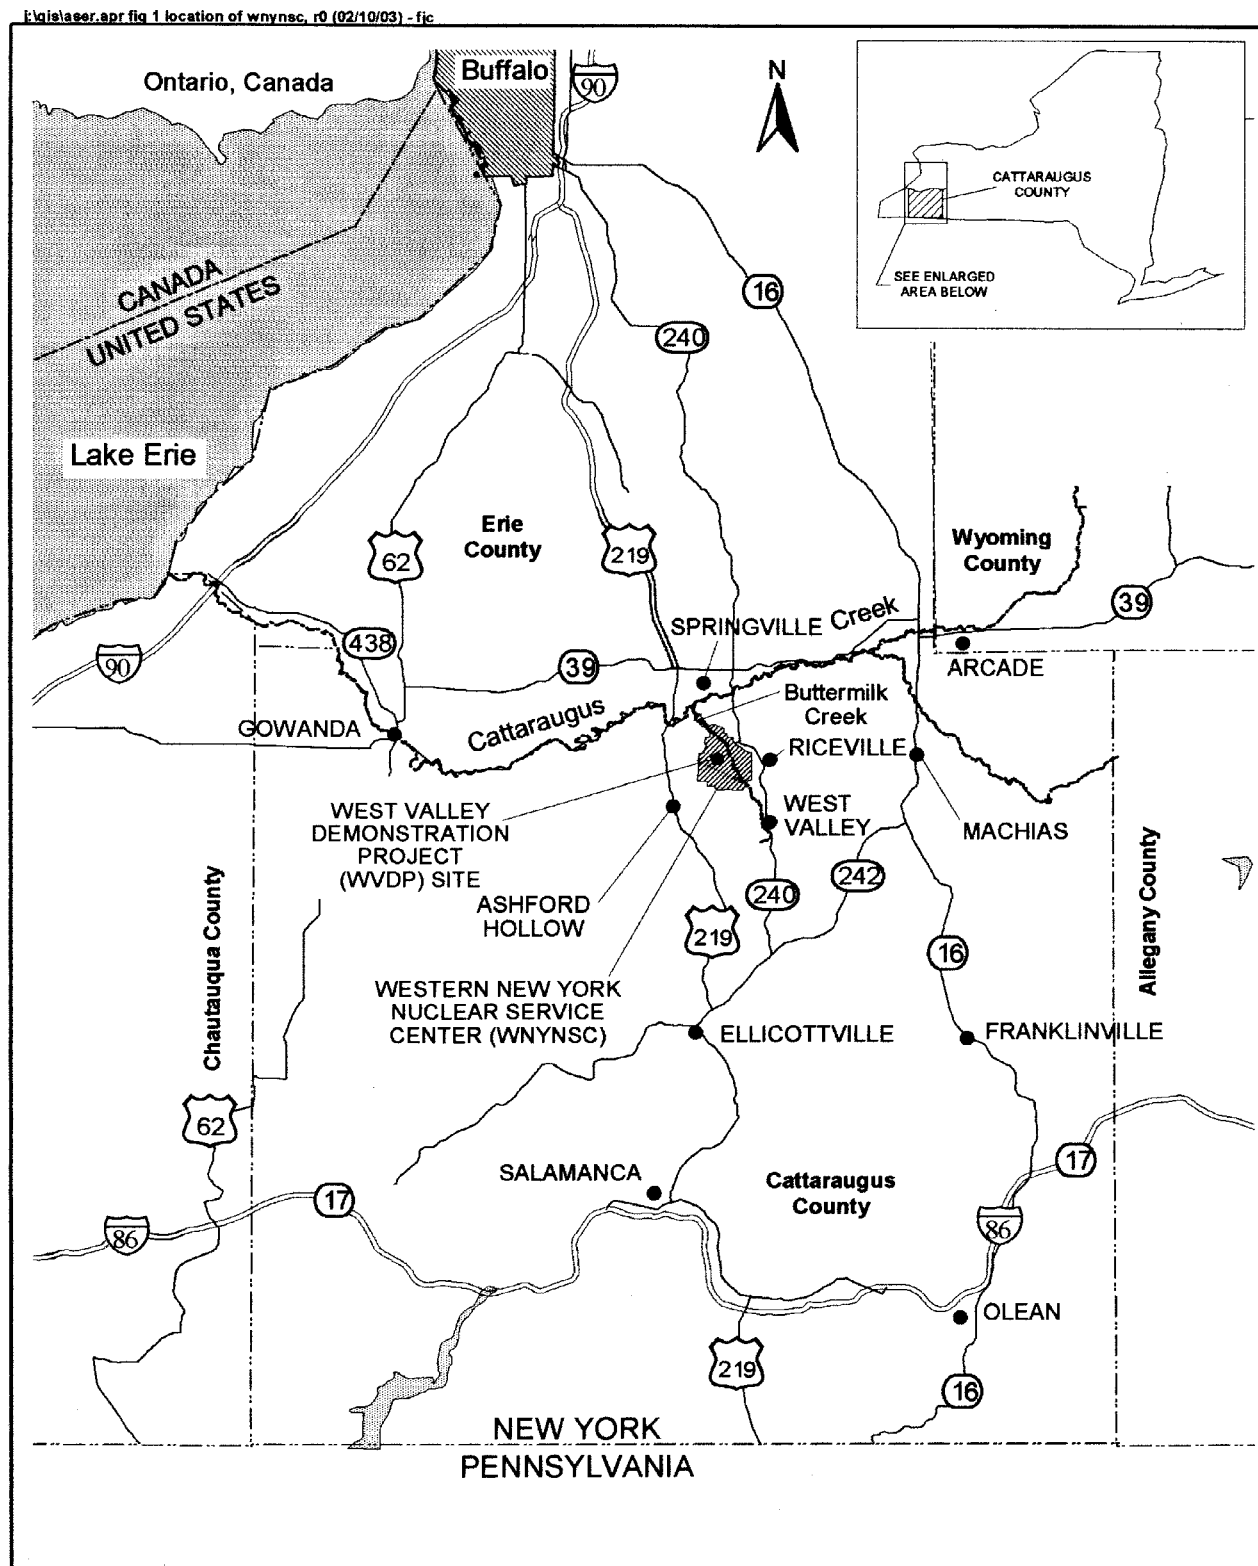 j:\gis\aser.apr fig 1 location of wnynsc, r0 (02/10/03) - fjc
Ontario, Canada
Buffalo
90
N
CATTARAUGUS
COUNTY
SEE ENLARGED
AREA BELOW
CANADA
UNITED STATES
16
240
Lake Erie
Erie
County
62
219
Wyoming
County
39
438
90
39
SPRINGVILLE
Creek
ARCADE
GOWANDA
Cattaraugus
Buttermilk
Creek
RICEVILLE
WEST VALLEY
DEMONSTRATION
PROJECT
(WVDP) SITE
WEST
VALLEY
MACHIAS
ASHFORD
HOLLOW
240
242
219
16
Chautauqua County
Allegany County
WESTERN NEW YORK
NUCLEAR SERVICE
CENTER (WNYNSC)
ELLICOTTVILLE
FRANKLINVILLE
62
17
SALAMANCA
Cattaraugus
County
17
86
86
OLEAN
219
16
NEW YORK
PENNSYLVANIA